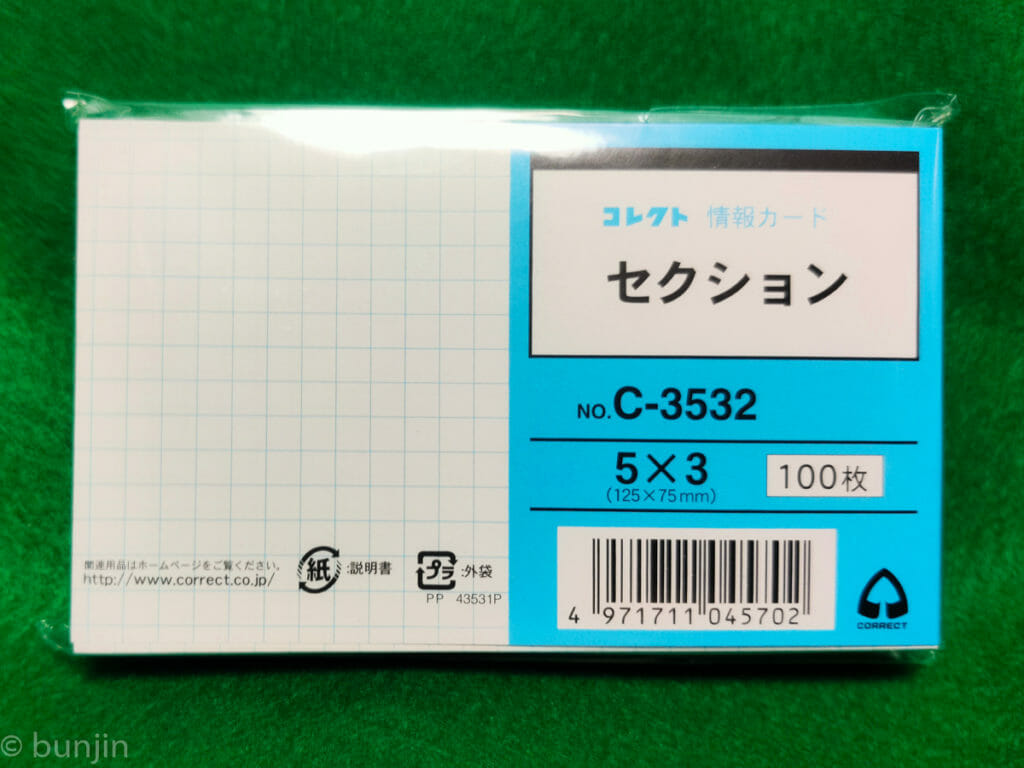 コレクト 情報カード
セクション
NO.C-3532
5×3
(125×75mm)
100枚
関連用品はホームページをご覧ください。
http://www.correct.co.jp/
紙 :説明書
プラ :外袋
PP 43531P
4 971711 045702
CORRECT
© bunjin